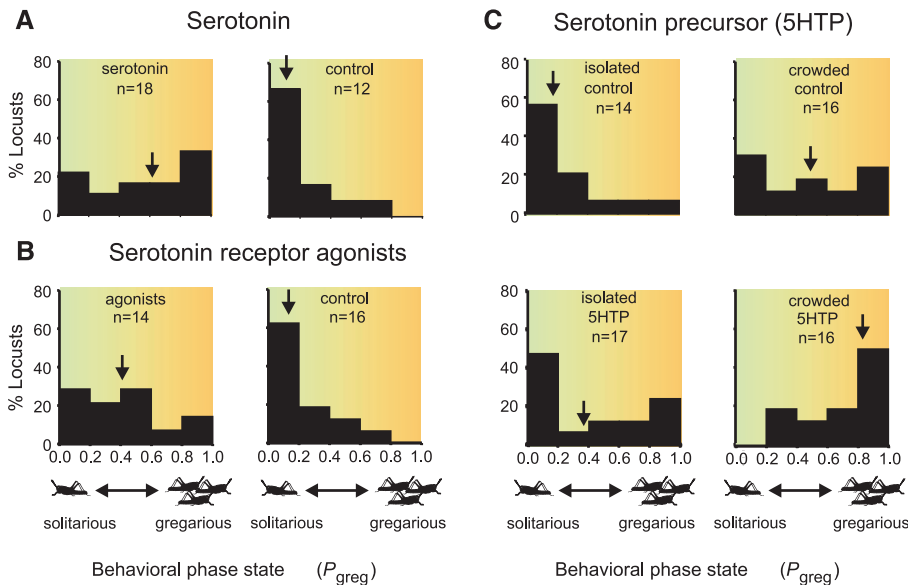 A Serotonin
C Serotonin precursor (5HTP)
% Locusts
80
60
40
20
0
serotonin
n=18
control
n=12
80
60
40
20
isolated
control
n=14
crowded
control
n=16
B Serotonin receptor agonists
% Locusts
80
60
40
20
0
agonists
n=14
control
n=16
80
60
40
20
isolated
5HTP
n=17
crowded
5HTP
n=16
0.0 0.2 0.4 0.6 0.8 1.0
0.0 0.2 0.4 0.6 0.8 1.0
0.0 0.2 0.4 0.6 0.8 1.0
0.0 0.2 0.4 0.6 0.8 1.0
solitarious gregarious
solitarious gregarious
solitarious gregarious
solitarious gregarious
Behavioral phase state (Pgreg)
Behavioral phase state (Pgreg)